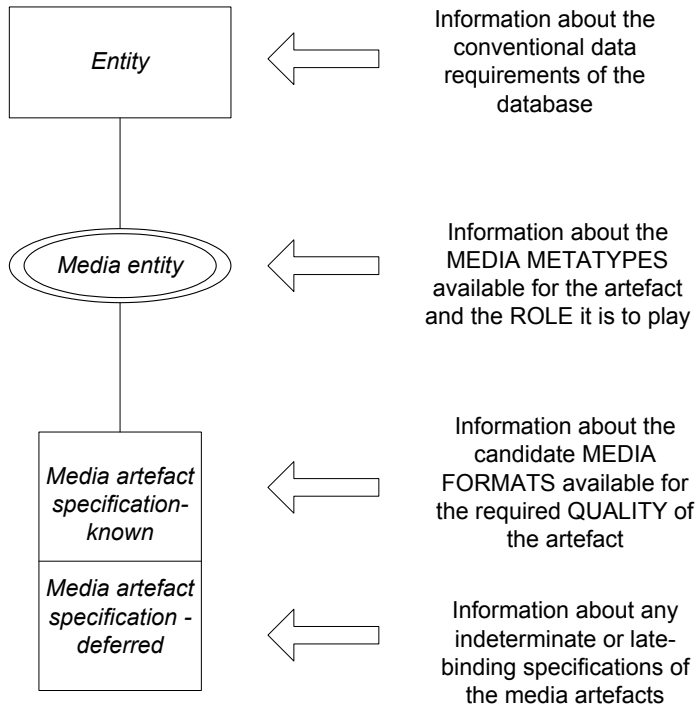 Entity
Information about the
conventional data
requirements of the
database
Media entity
Information about the
MEDIA METATYPES
available for the artefact
and the ROLE it is to play
Media artefact
specification-
known
Information about the
candidate MEDIA
FORMATS available for
the required QUALITY of
the artefact
Media artefact
specification -
deferred
Information about any
indeterminate or late-
binding specifications of
the media artefacts